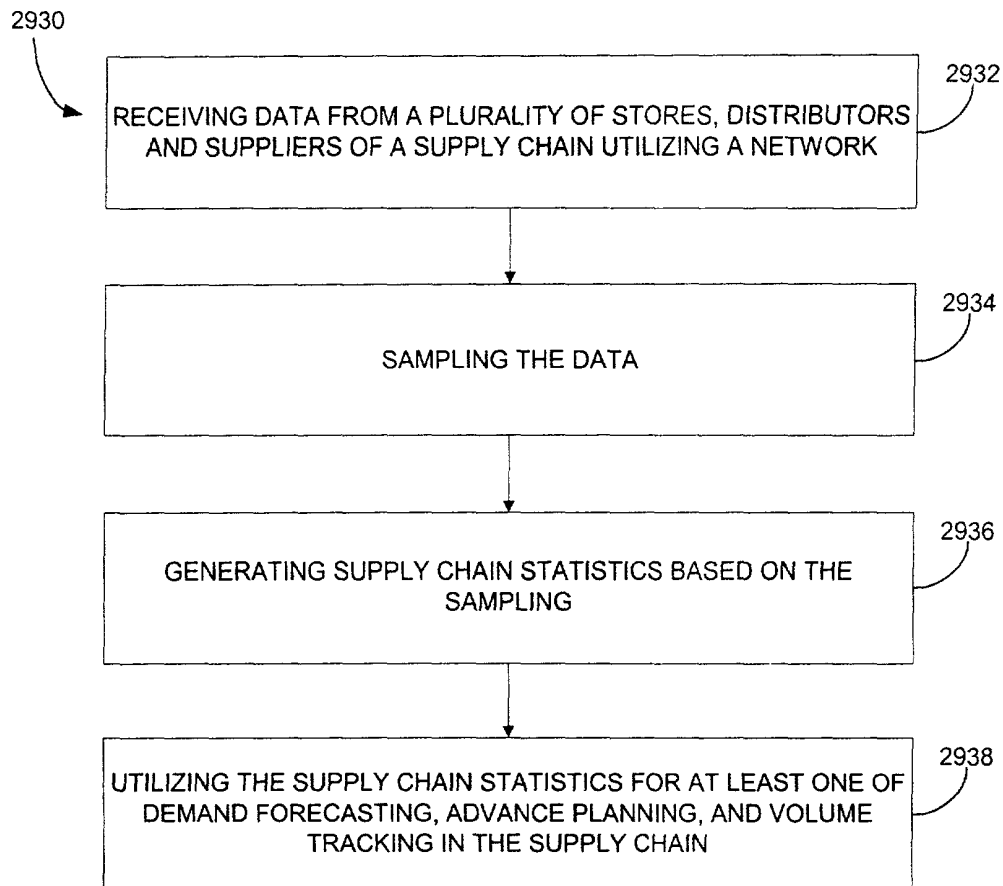 2930
2932
RECEIVING DATA FROM A PLURALITY OF STORES, DISTRIBUTORS
AND SUPPLIERS OF A SUPPLY CHAIN UTILIZING A NETWORK
2934
SAMPLING THE DATA
2936
GENERATING SUPPLY CHAIN STATISTICS BASED ON THE
SAMPLING
2938
UTILIZING THE SUPPLY CHAIN STATISTICS FOR AT LEAST ONE OF
DEMAND FORECASTING, ADVANCE PLANNING, AND VOLUME
TRACKING IN THE SUPPLY CHAIN